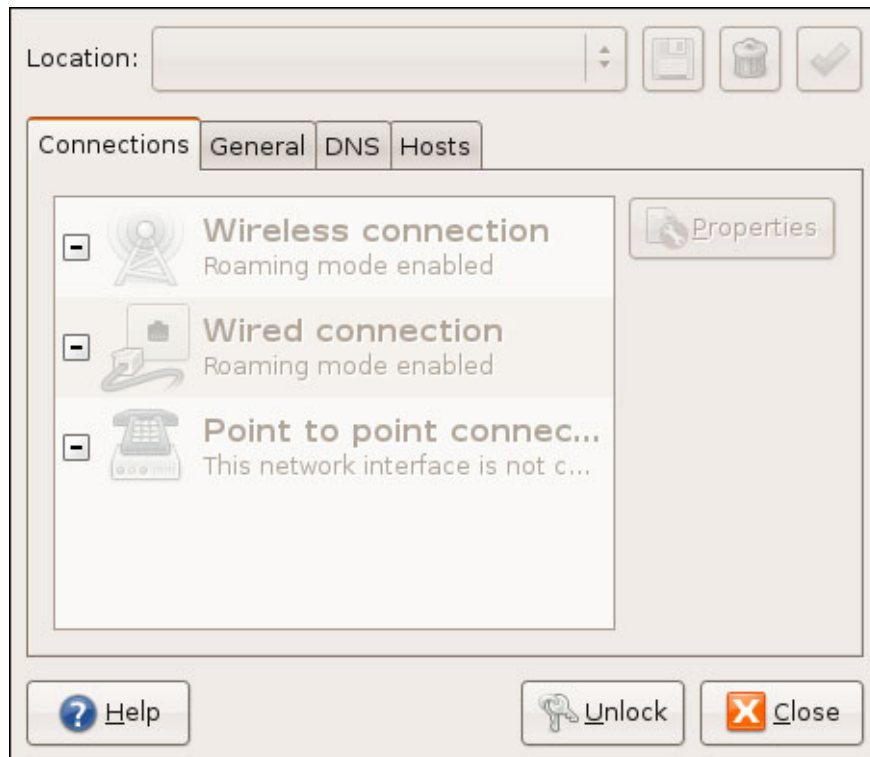 Location:
Connections General DNS Hosts
Wireless connection
Roaming mode enabled
Properties
Wired connection
Roaming mode enabled
Point to point connec...
This network interface is not c...
Help Unlock Close